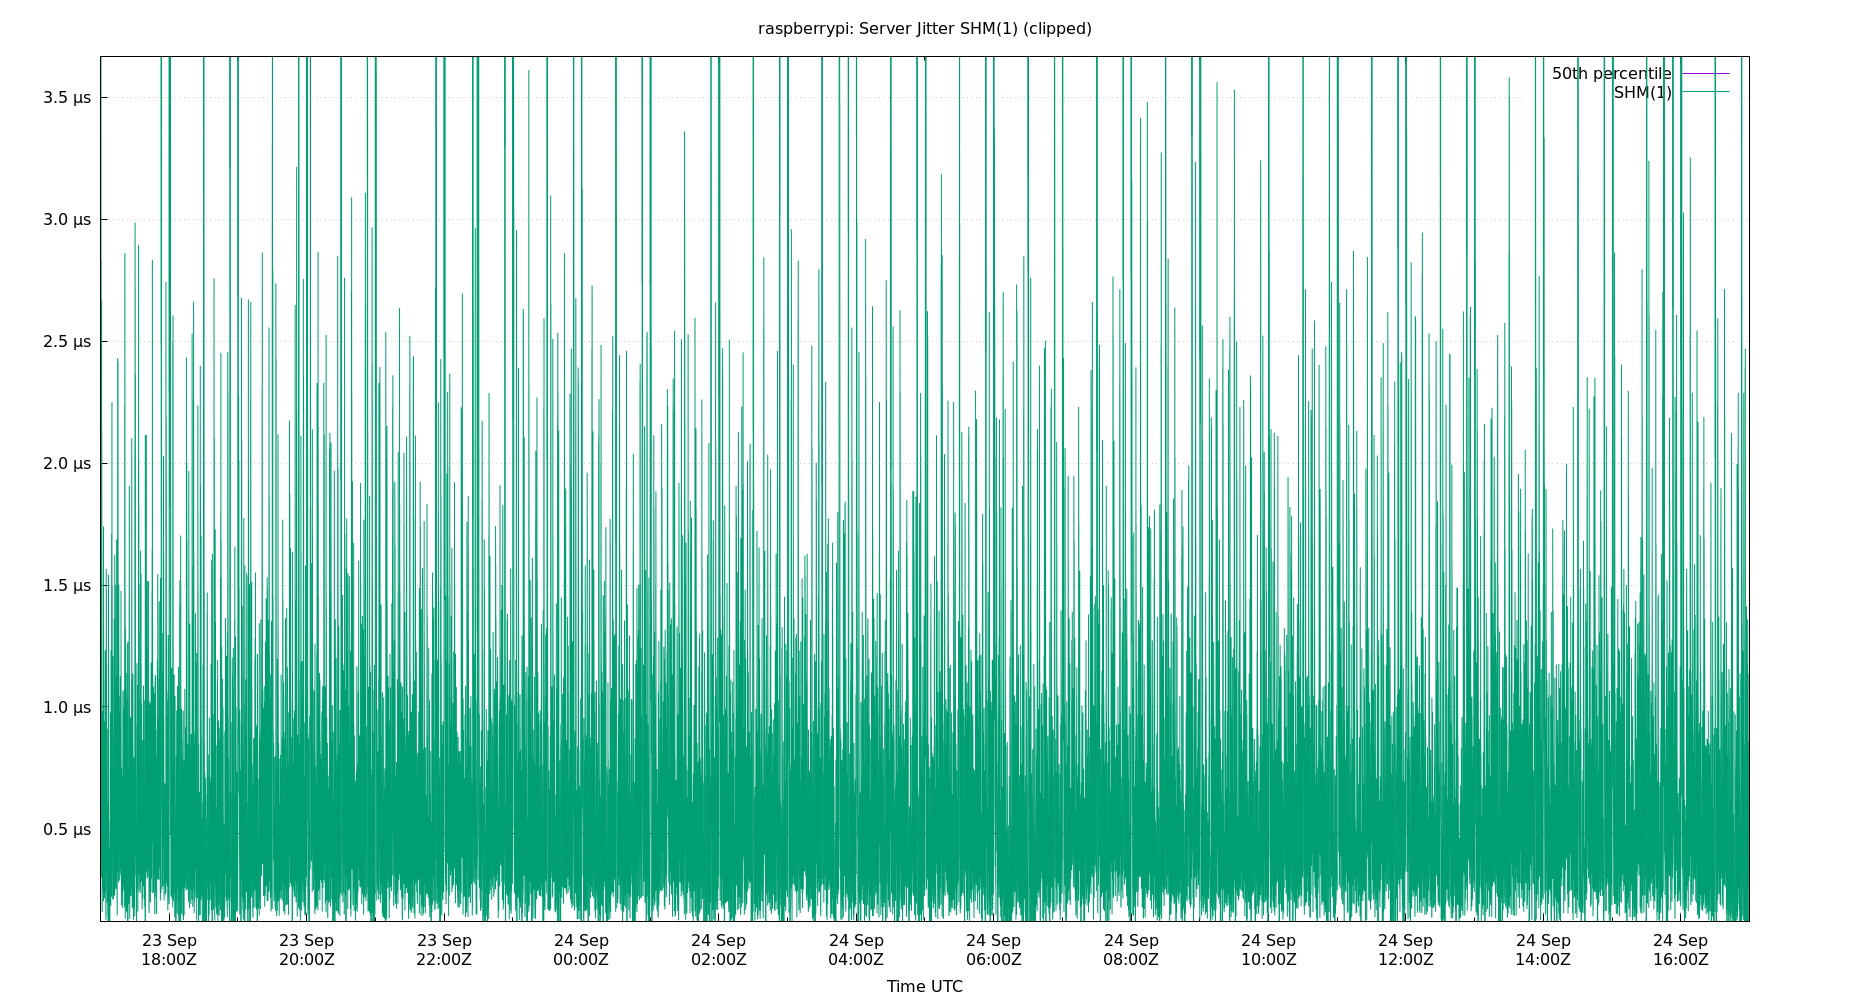 raspberrypi: Server Jitter SHM(1) (clipped)
50th percentile
SHM(1)
3.5 µs
3.0 µs
2.5 µs
2.0 µs
1.5 µs
1.0 µs
0.5 µs
23 Sep 23 Sep 23 Sep 24 Sep 24 Sep 24 Sep 24 Sep 24 Sep 24 Sep 24 Sep 24 Sep 24 Sep
18:00Z 20:00Z 22:00Z 00:00Z 02:00Z 04:00Z 06:00Z 08:00Z 10:00Z 12:00Z 14:00Z 16:00Z
Time UTC